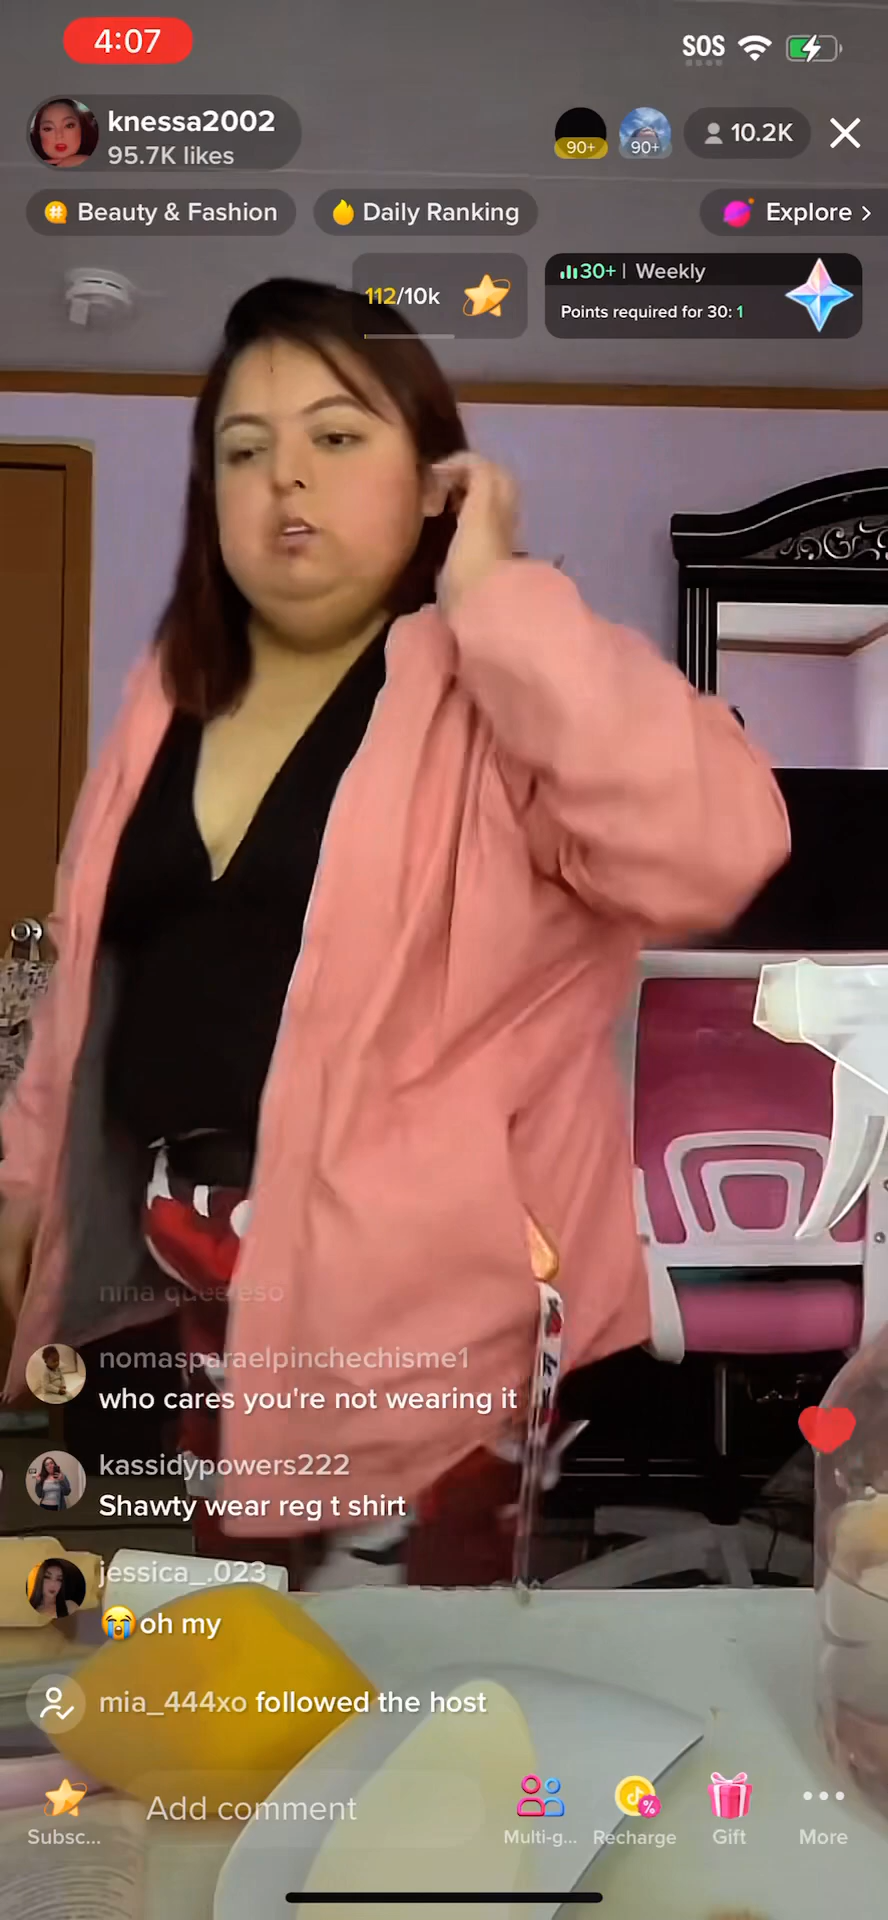 4:07
SOS
knessa2002
95.7K likes
90+
90+
10.2K
Beauty & Fashion
Daily Ranking
Explore >
112/10k
30+ | Weekly
Points required for 30: 1
nina queereso
nomasparaelpinchechisme1
who cares you're not wearing it
kassidypowers222
Shawty wear reg t shirt
jessica_.023
😭oh my
mia_444xo followed the host
Add comment
Subsc...
Multi-g...
Recharge
Gift
More